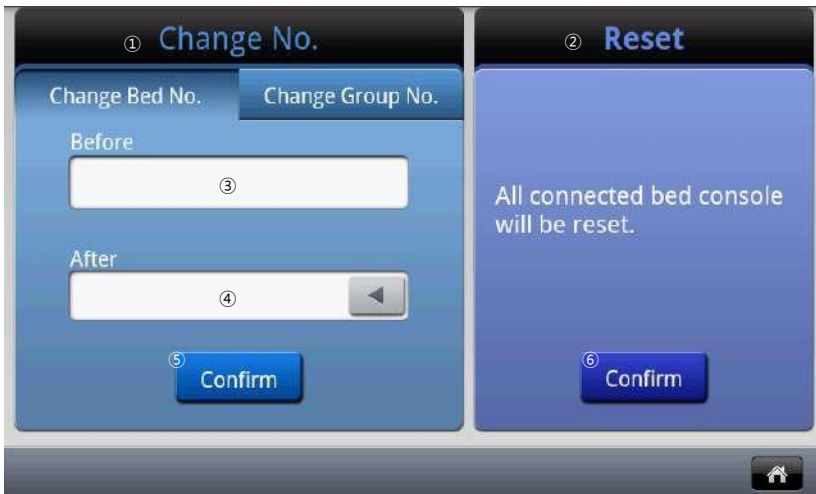 ① Change No.
Change Bed No.
Change Group No.
Before
③
After
④
⑤
Confirm
② Reset
All connected bed console
will be reset.
⑥
Confirm